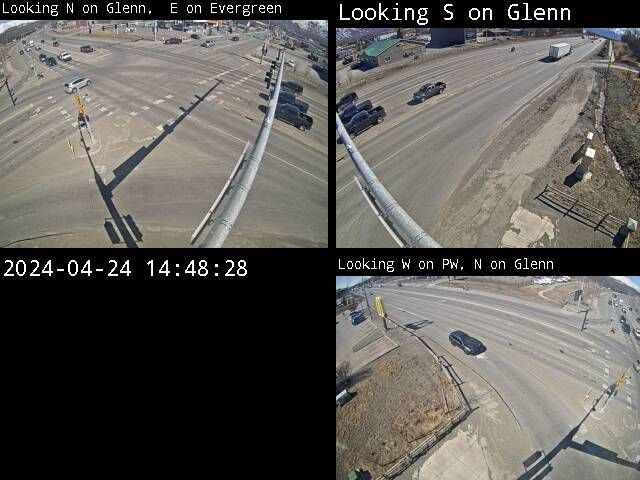 Looking N on Glenn,  E on Evergreen
Looking S on Glenn
2024-04-24 14:48:28
Looking W on PW, N on Glenn